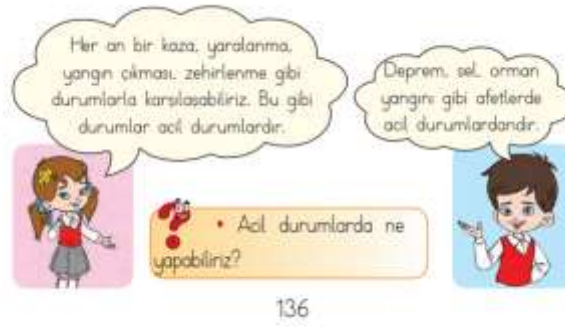 Her an bir kaza, yaralanma,
yangın çıkması, zehirlenme gibi
durumlarla karşılaşabiliriz. Bu gibi
durumlar acil durumlardır.
Deprem, sel, orman
yangını gibi afetlerde
acil durumlardandır.
• Acil durumlarda ne
yapabiliriz?
136